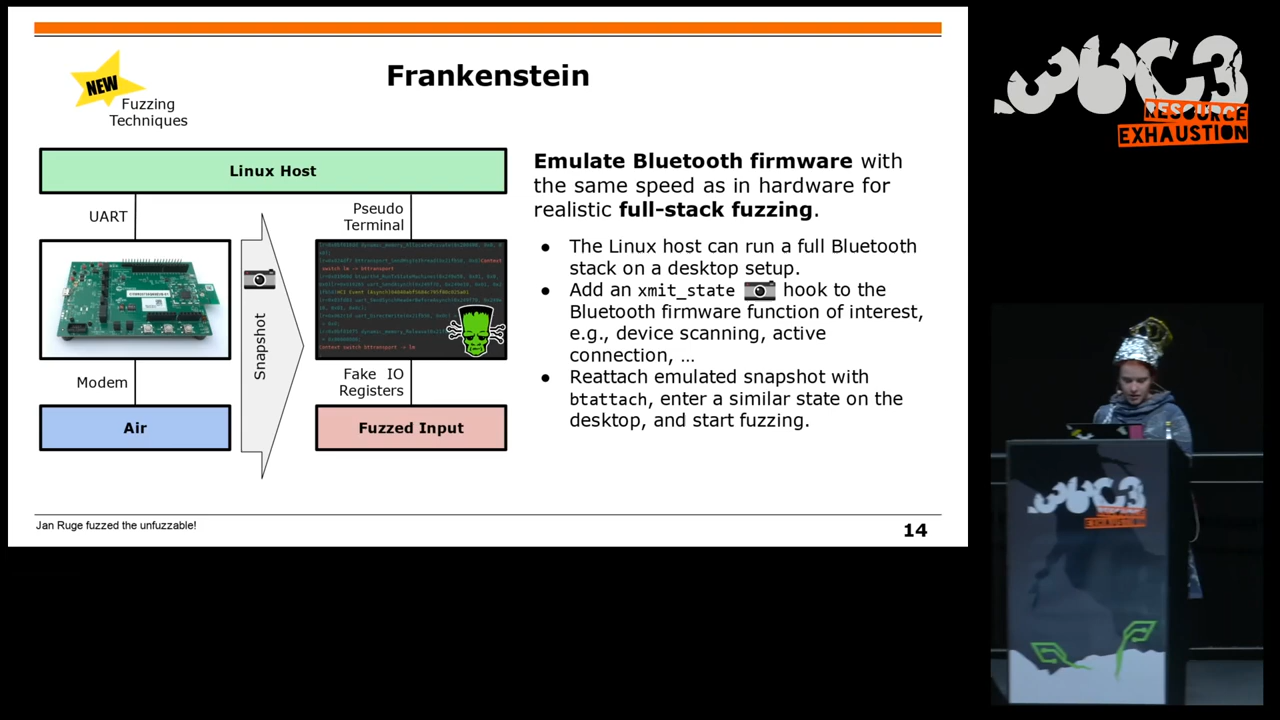 NEW
Fuzzing
Techniques
Frankenstein
Linux Host
UART
Pseudo
Terminal
Snapshot
Modem
Fake IO
Registers
Air
Fuzzed Input
Emulate Bluetooth firmware with
the same speed as in hardware for
realistic full-stack fuzzing.
● The Linux host can run a full Bluetooth
stack on a desktop setup.
● Add an xmit_state hook to the
Bluetooth firmware function of interest,
e.g., device scanning, active
connection, …
● Reattach emulated snapshot with
btattach, enter a similar state on the
desktop, and start fuzzing.
Jan Ruge fuzzed the unfuzzable!
14
36C3
RESOURCE
EXHAUSTION
36C3
RESOURCE
EXHAUSTION